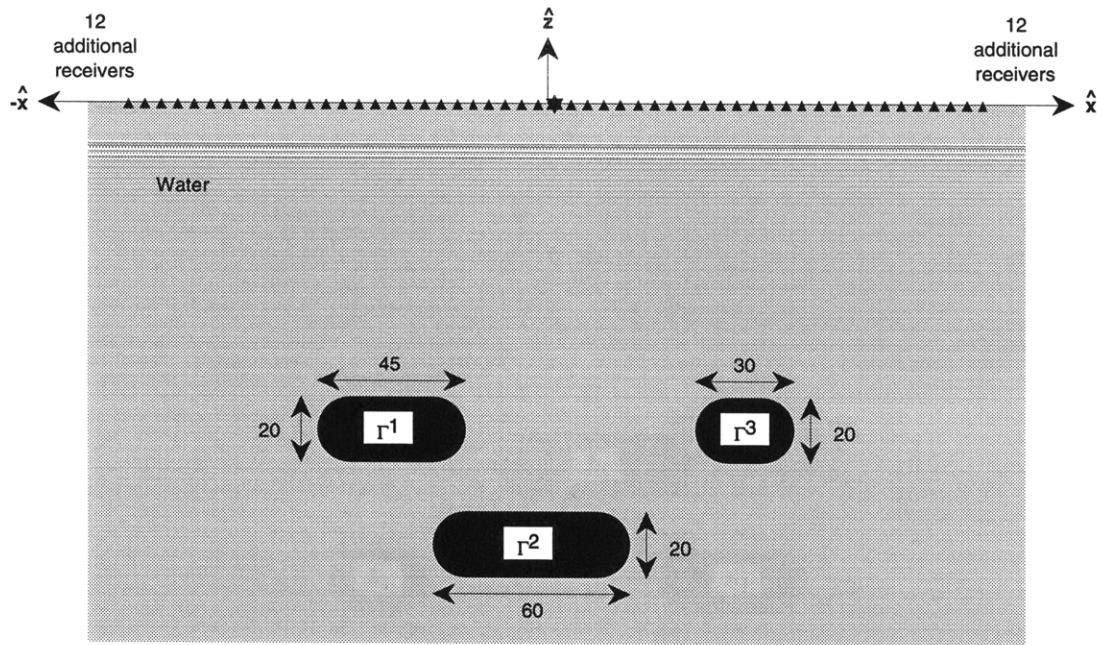 12
additional
receivers
ẑ
12
additional
receivers
-x̂
x̂
Water
45
30
20
Γ1
Γ3
20
Γ2
20
60